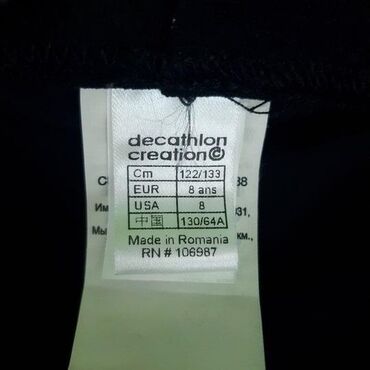 decathlon
creation©
Cm 122/133
EUR 8 ans
USA 8
中国 130/64A
Made in Romania
RN # 106987